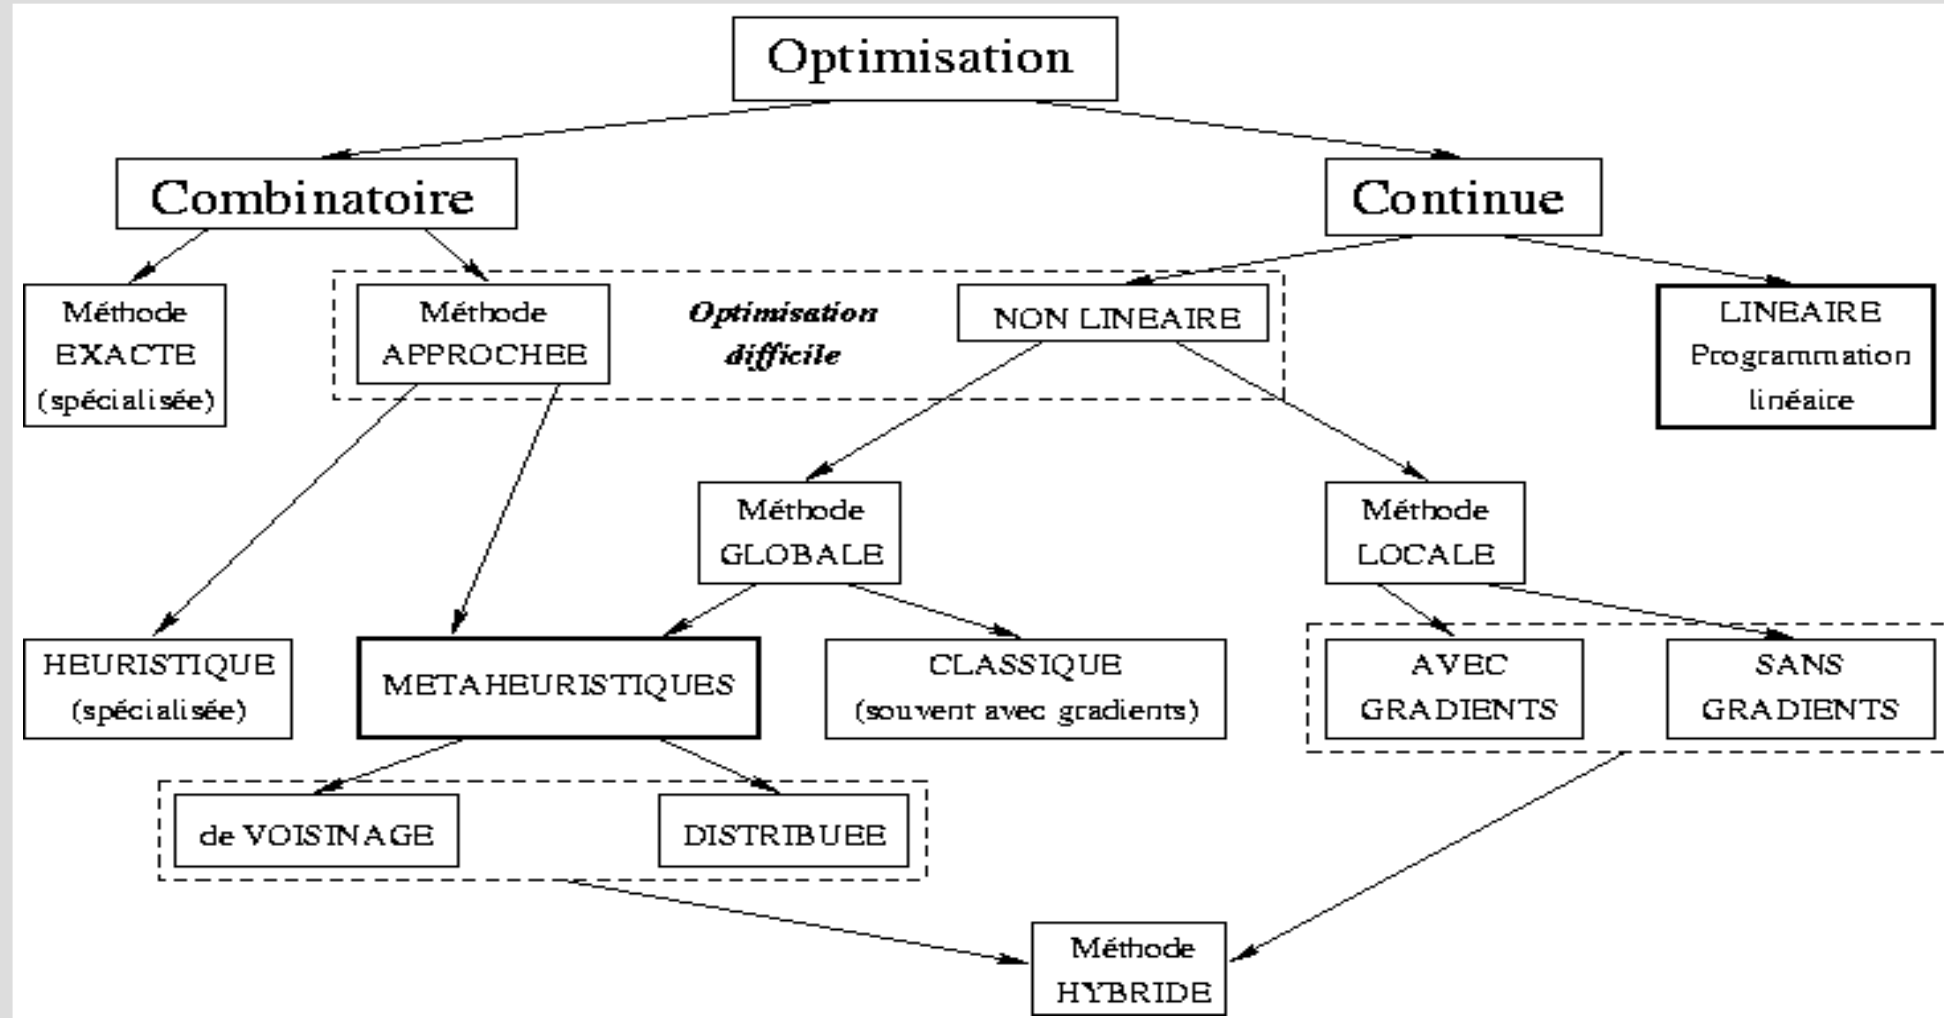 Optimisation
Combinatoire
Continue
Méthode
EXACTE
(spécialisée)
Méthode
APPROCHEE
Optimisation
difficile
NON LINEAIRE
LINEAIRE
Programmation
linéaire
Méthode
GLOBALE
Méthode
LOCALE
HEURISTIQUE
(spécialisée)
METAHEURISTIQUES
CLASSIQUE
(souvent avec gradients)
AVEC
GRADIENTS
SANS
GRADIENTS
de VOISINAGE
DISTRIBUEE
Méthode
HYBRIDE